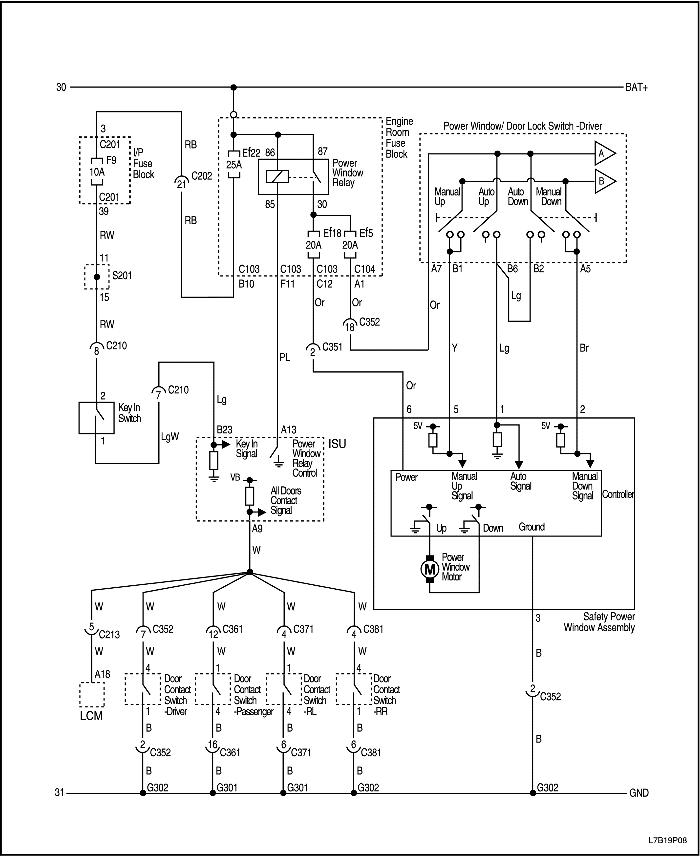 30
BAT+
3
C201
F9
10A
C201
39
I/P
Fuse
Block
RB
21
C202
RB
RW
11
S201
15
RW
8
C210
2
Key In
Switch
1
LgW
7
C210
Lg
Ef22
25A
86
87
Power
Window
Relay
85
30
Ef18
20A
Ef5
20A
Engine
Room
Fuse
Block
C103
C103
C103
C104
B10
F11
C12
A1
Or
Or
18
C352
2
C351
PL
Or
Power Window/ Door Lock Switch -Driver
A
B
Manual
Up
Auto
Up
Auto
Down
Manual
Down
A7
B1
B6
B2
A5
Or
Lg
Y
Lg
Br
6
5
1
2
5V
5V
Power
Manual
Up
Signal
Auto
Signal
Manual
Down
Signal
Controller
Up
Down
Ground
M
Power
Window
Motor
Safety Power
Window Assembly
3
B
2
C352
B
B23
A13
ISU
Key In
Signal
Power
Window
Relay
Control
VB
All Doors
Contact
Signal
A9
W
W
W
W
W
W
5
C213
7
C352
12
C361
4
C371
4
C381
W
W
W
W
W
A18
LCM
4
1
1
4
Door
Contact
Switch
-Driver
Door
Contact
Switch
-Passenger
Door
Contact
Switch
-RL
Door
Contact
Switch
-RR
1
4
4
1
B
B
B
B
2
C352
16
C361
6
C371
6
C381
B
B
B
B
31
G302
G301
G301
G302
G302
GND
L7B19P08